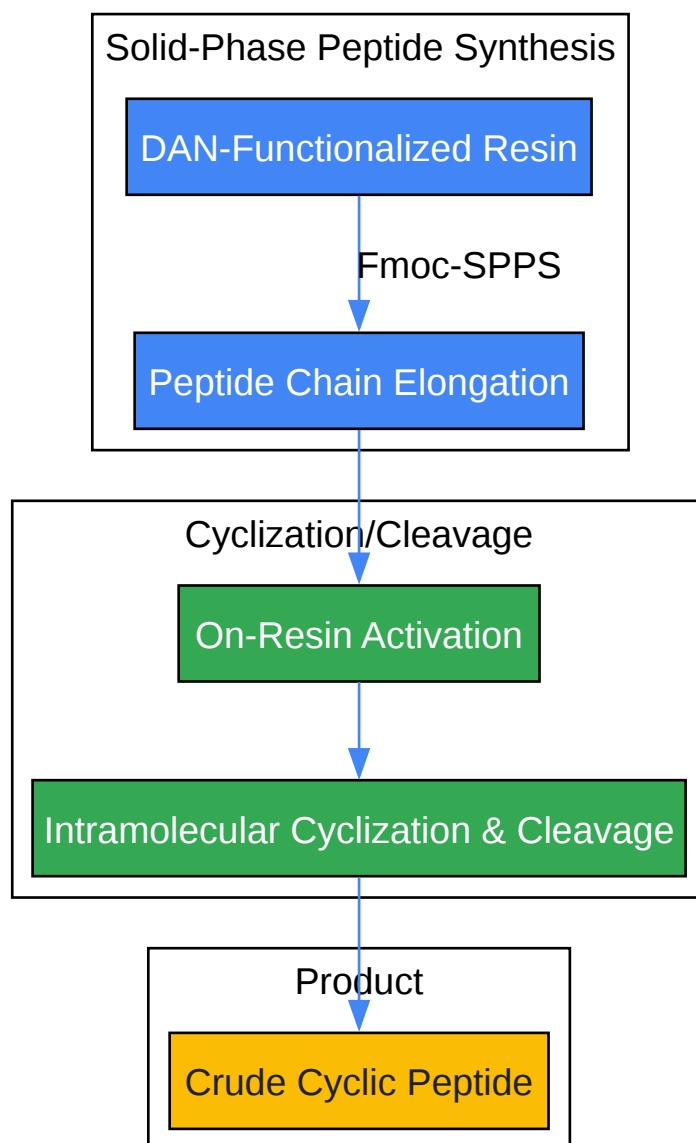 Solid-Phase Peptide Synthesis
DAN-Functionalized Resin
Fmoc-SPPS
Peptide Chain Elongation
Cyclization/Cleavage
On-Resin Activation
Intramolecular Cyclization & Cleavage
Product
Crude Cyclic Peptide